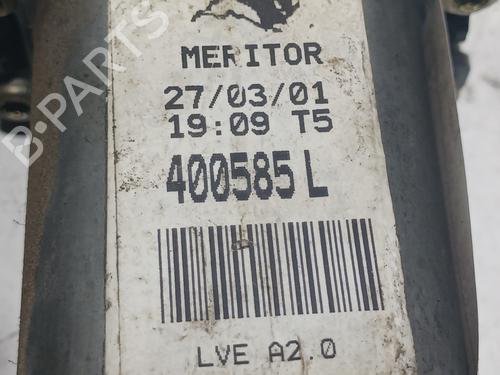 MERITOR
27/03/01
19:09 T5
400585 L
LVE A2.0
B-PARTS